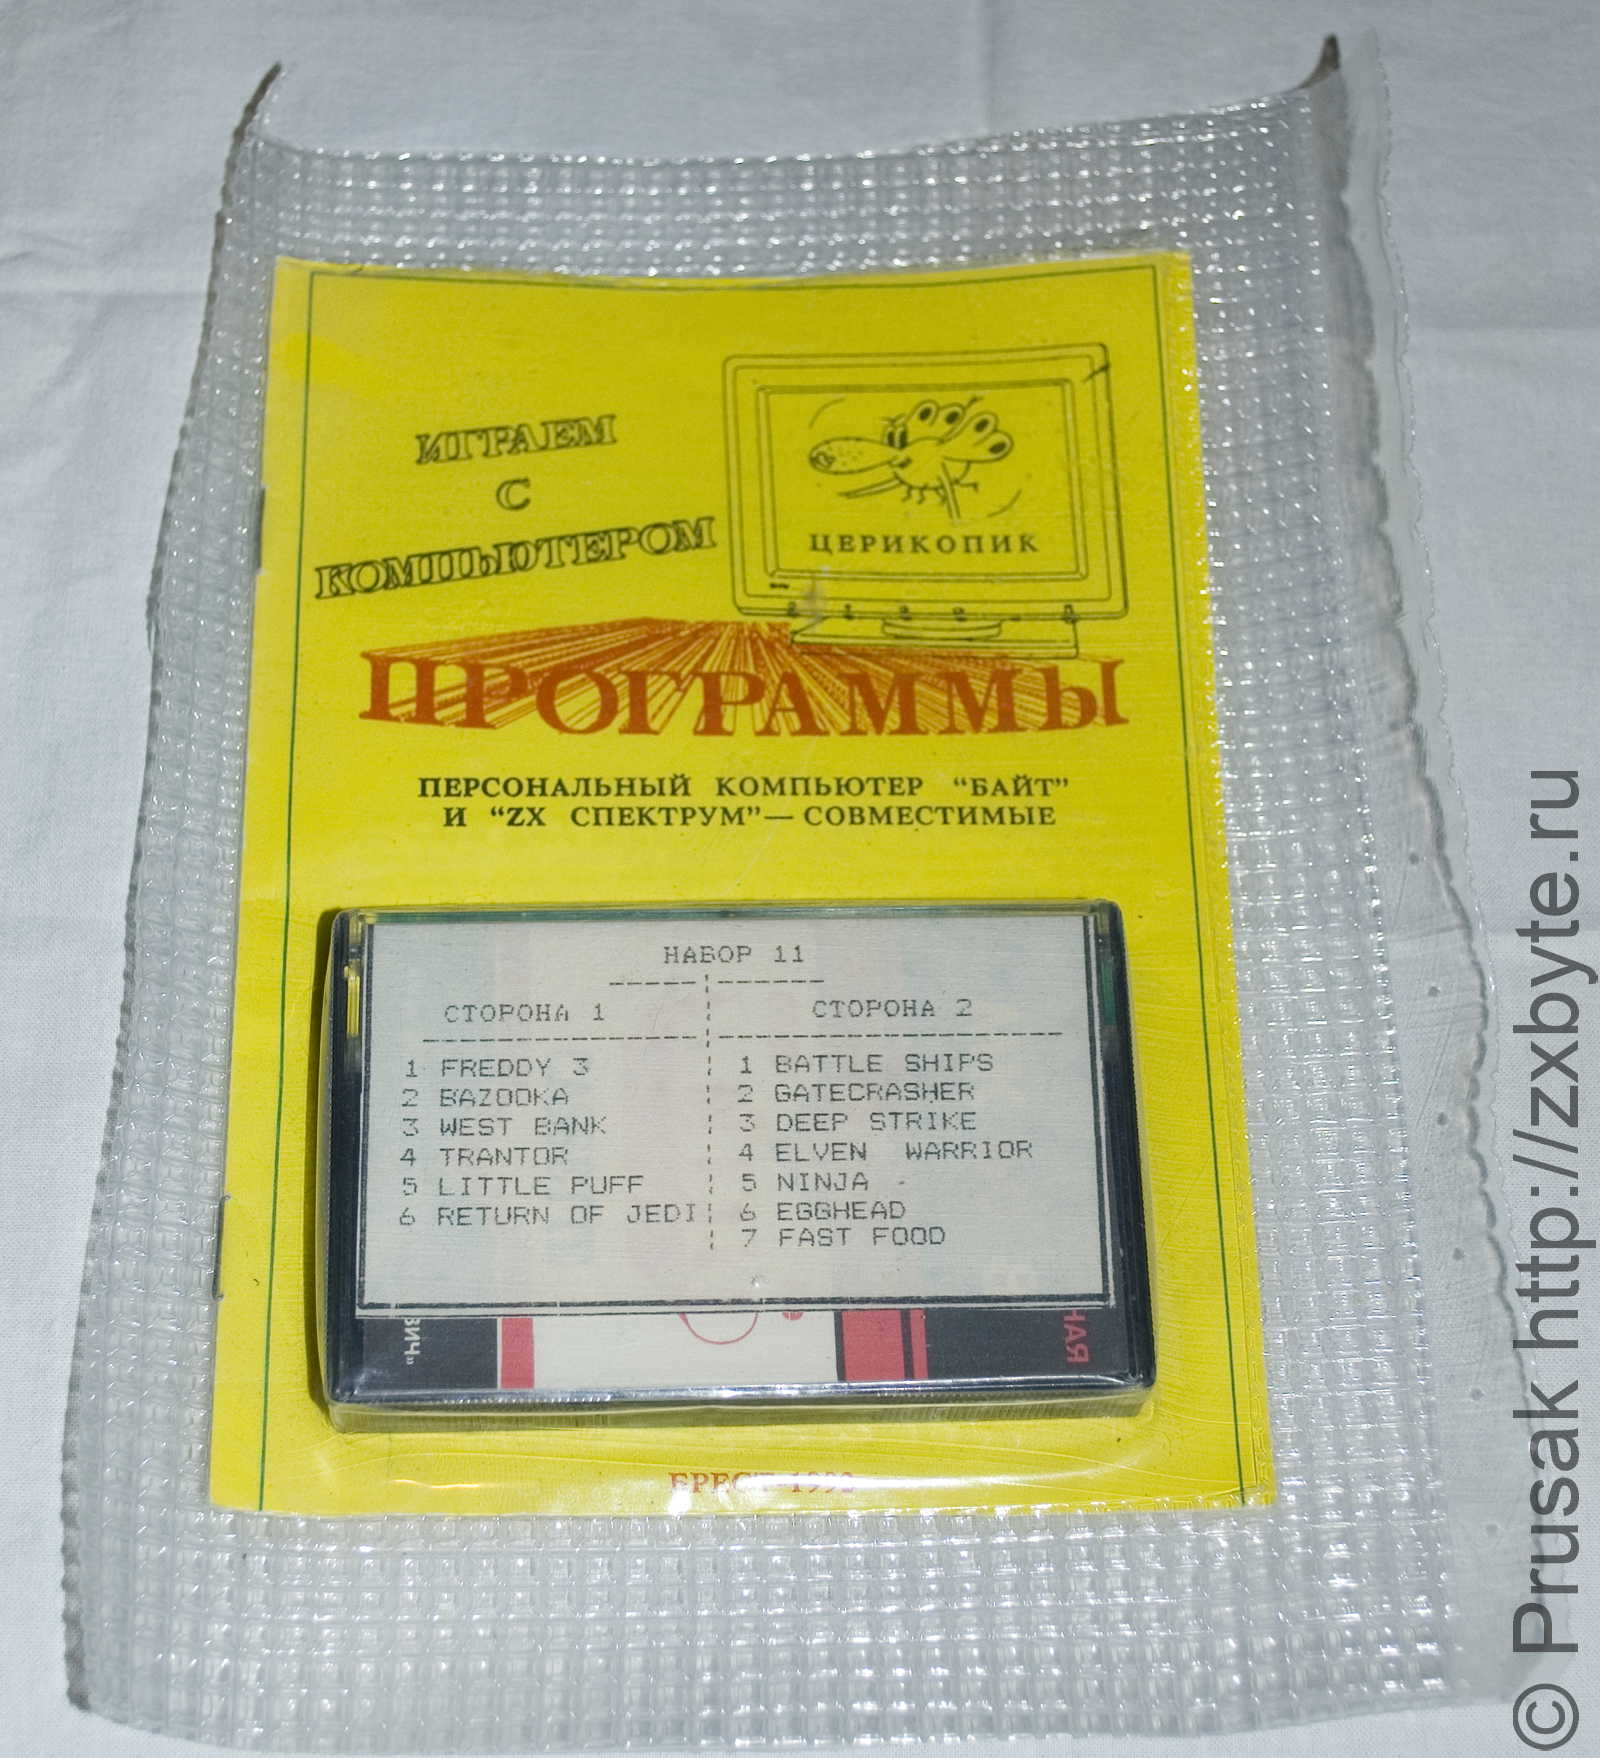 ИГРАЕМ
С
КОМПЬЮТЕРОМ
ЦЕРИКОПИК
ПРОГРАММЫ
ПЕРСОНАЛЬНЫЙ КОМПЬЮТЕР “БАЙТ”
И “ZX СПЕКТРУМ”—СОВМЕСТИМЫЕ
НАБОР 11
СТОРОНА 1
1 FREDDY 3
2 BAZOOKA
3 WEST BANK
4 TRANTOR
5 LITTLE PUFF
6 RETURN OF JEDI
СТОРОНА 2
1 BATTLE SHIPS
2 GATECRASHER
3 DEEP STRIKE
4 ELVEN WARRIOR
5 NINJA
6 EGGHEAD
7 FAST FOOD
БРЕСТ-1992
© Prusak http://zxbyte.ru